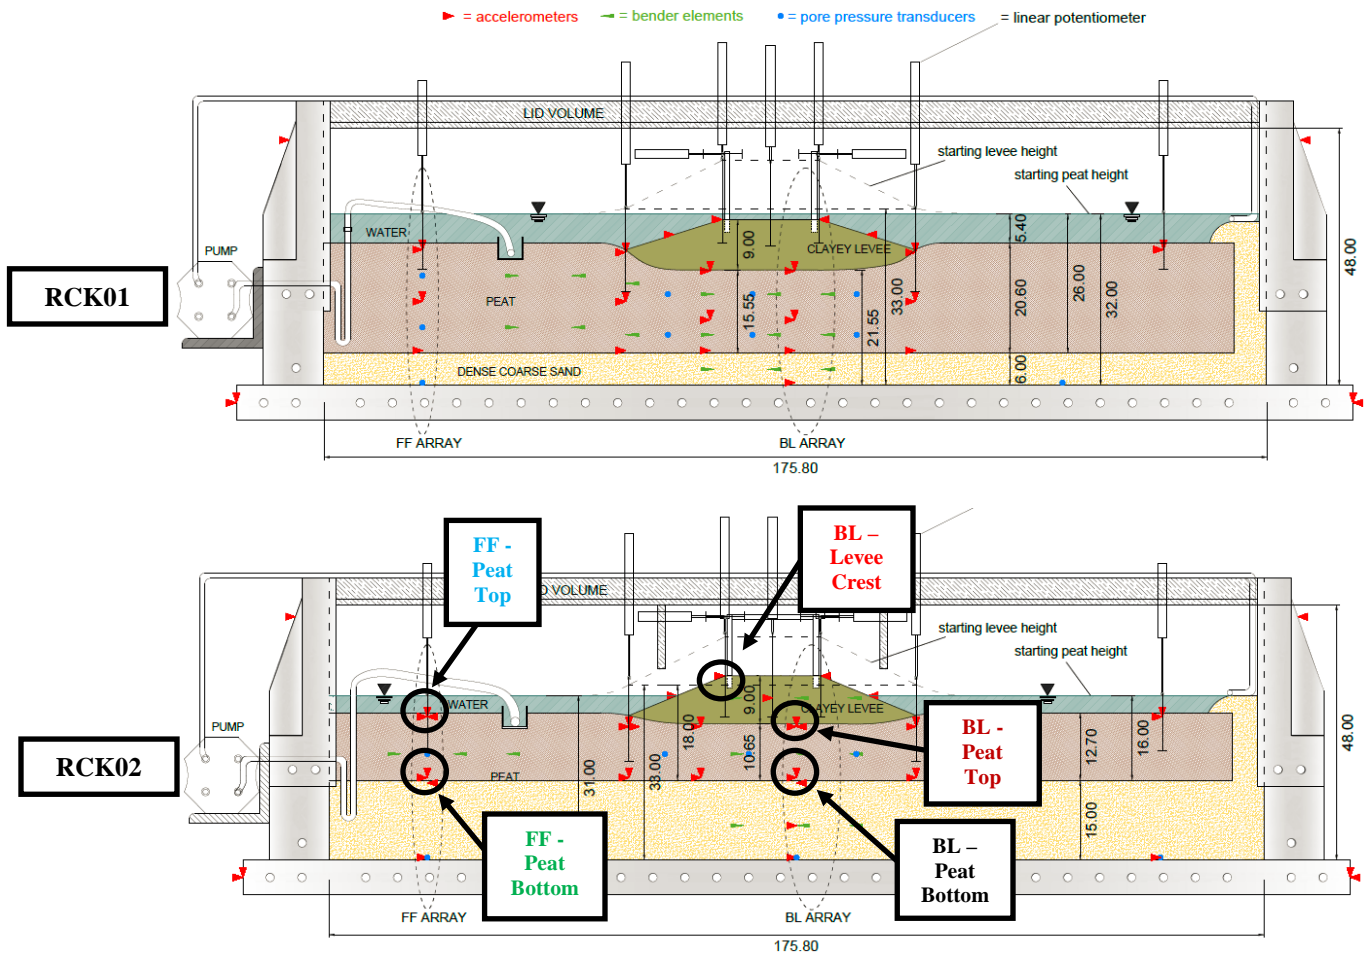 = accelerometers = bender elements = pore pressure transducers = linear potentiometer
LID VOLUME
starting levee height
starting peat height
WATER
PUMP
CLAYEY LEVEE
9.00
5.40
48.00
RCK01
PEAT
15.55
21.55
33.00
20.60
26.00
32.00
DENSE COARSE SAND
6.00
FF ARRAY
BL ARRAY
175.80
FF -
Peat
Top
BL –
Levee
Crest
D VOLUME
starting levee height
starting peat height
WATER
PUMP
CLAYEY LEVEE
9.00
18.00
10.65
31.00
33.00
12.70
16.00
48.00
RCK02
PEAT
BL -
Peat
Top
15.00
FF -
Peat
Bottom
BL –
Peat
Bottom
FF ARRAY
BL ARRAY
175.80